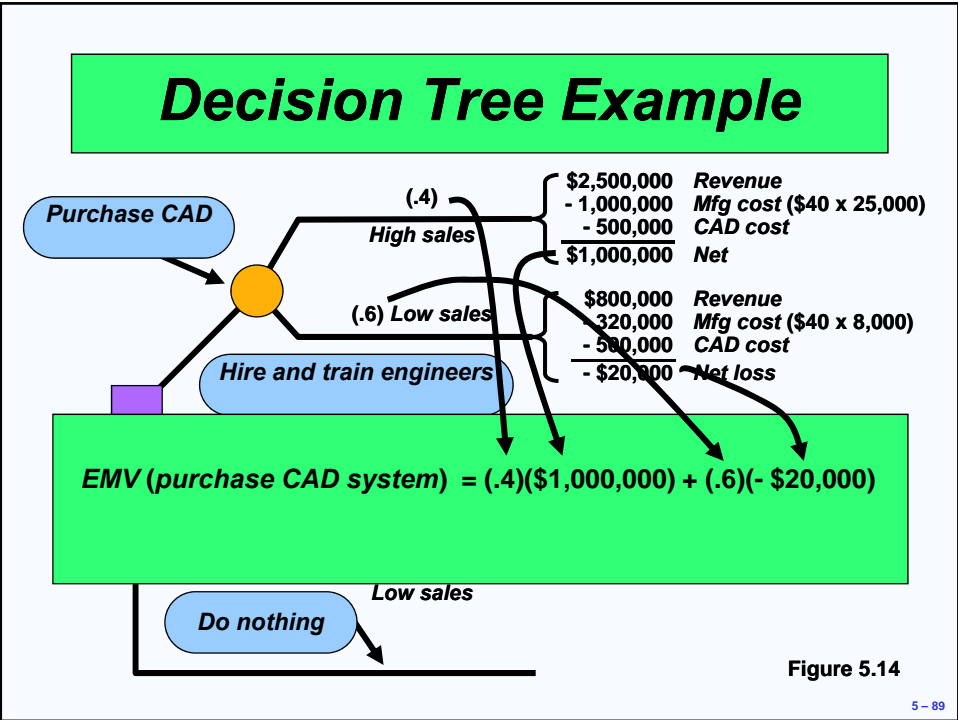 Decision Tree Example
Purchase CAD
(.4)
High sales
$2,500,000 Revenue
- 1,000,000 Mfg cost ($40 x 25,000)
- 500,000 CAD cost
$1,000,000 Net
(.6) Low sales
$800,000 Revenue
- 320,000 Mfg cost ($40 x 8,000)
- 500,000 CAD cost
- $20,000 Net loss
Hire and train engineers
EMV (purchase CAD system) = (.4)($1,000,000) + (.6)(- $20,000)
Low sales
Do nothing
Figure 5.14
5 – 89